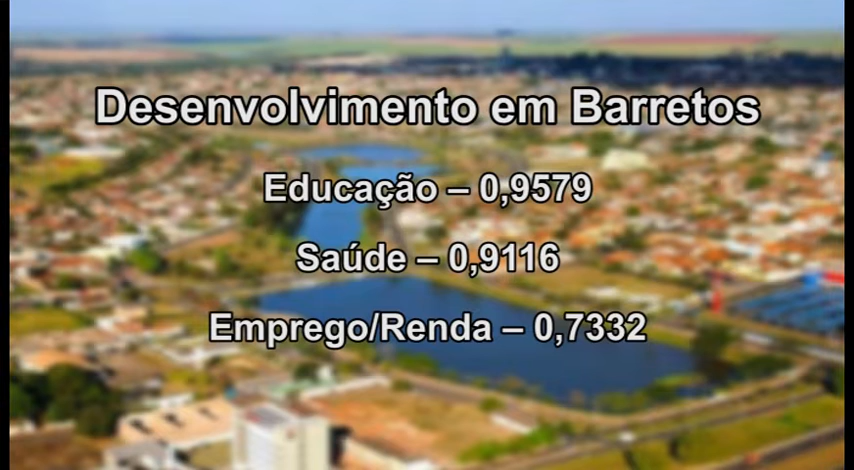 Desenvolvimento em Barretos
Educação – 0,9579
Saúde – 0,9116
Emprego/Renda – 0,7332